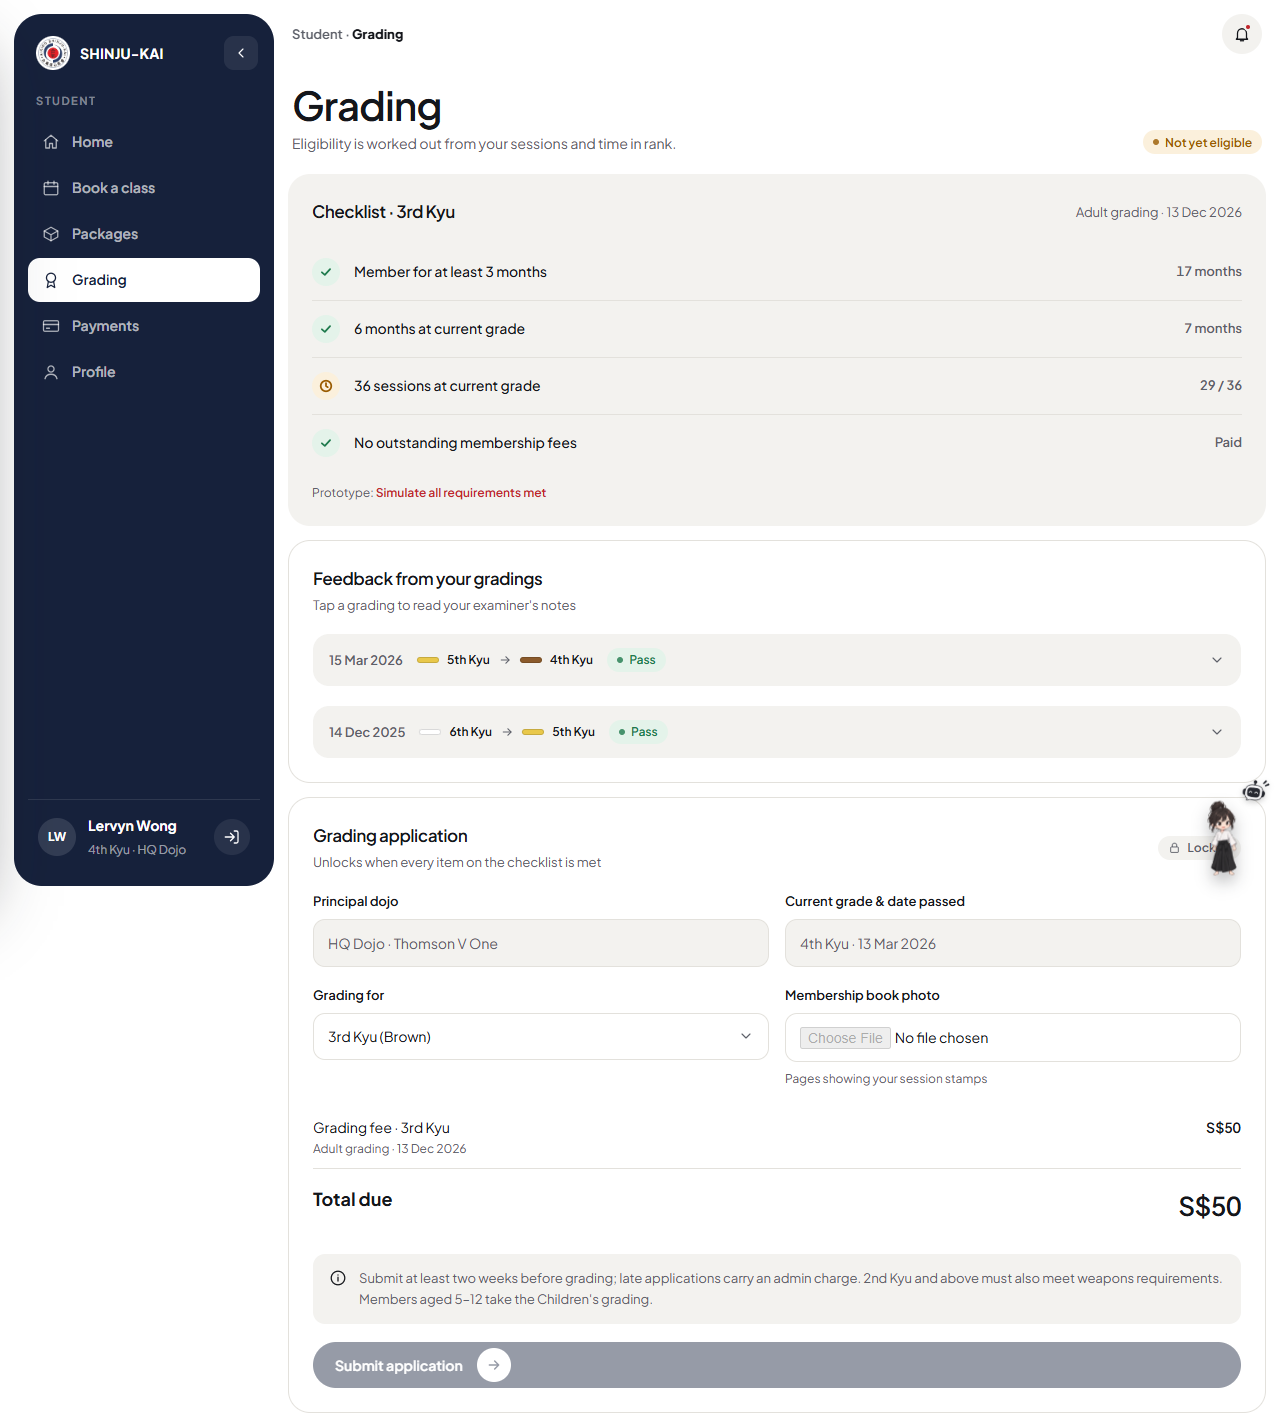 SHINJU-KAI
STUDENT
Home
Book a class
Packages
Grading
Payments
Profile
LW
Lervyn Wong
4th Kyu · HQ Dojo
Student · Grading
Grading
Eligibility is worked out from your sessions and time in rank.
Not yet eligible
Checklist · 3rd Kyu
Adult grading · 13 Dec 2026
Member for at least 3 months
17 months
6 months at current grade
7 months
36 sessions at current grade
29 / 36
No outstanding membership fees
Paid
Prototype: Simulate all requirements met
Feedback from your gradings
Tap a grading to read your examiner's notes
15 Mar 2026 5th Kyu → 4th Kyu Pass
14 Dec 2025 6th Kyu → 5th Kyu Pass
Grading application
Unlocks when every item on the checklist is met
Principal dojo
HQ Dojo · Thomson V One
Current grade & date passed
4th Kyu · 13 Mar 2026
Grading for
3rd Kyu (Brown)
Membership book photo
Choose File No file chosen
Pages showing your session stamps
Grading fee · 3rd Kyu
S$50
Adult grading · 13 Dec 2026
Total due
S$50
Submit at least two weeks before grading; late applications carry an admin charge. 2nd Kyu and above must also meet weapons requirements.
Members aged 5–12 take the Children's grading.
Submit application